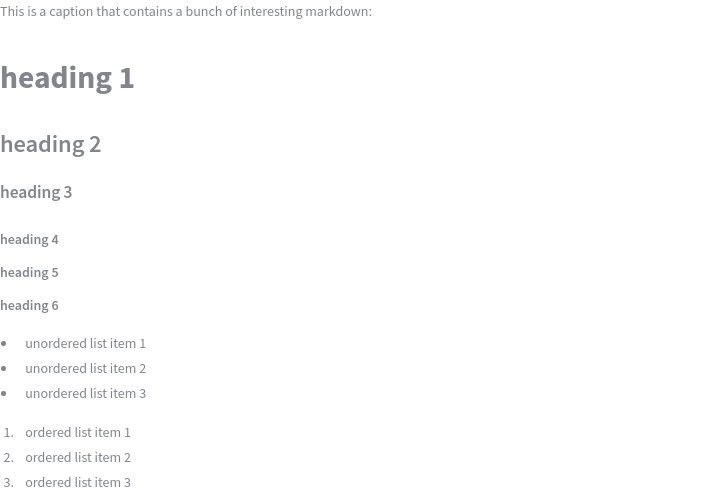 This is a caption that contains a bunch of interesting markdown:
heading 1
heading 2
heading 3
heading 4
heading 5
heading 6
• unordered list item 1
• unordered list item 2
• unordered list item 3
1. ordered list item 1
2. ordered list item 2
3. ordered list item 3